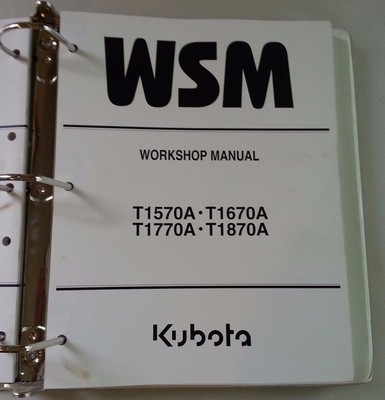 WSM
WORKSHOP MANUAL
T1570A·T1670A
T1770A·T1870A
Kubota